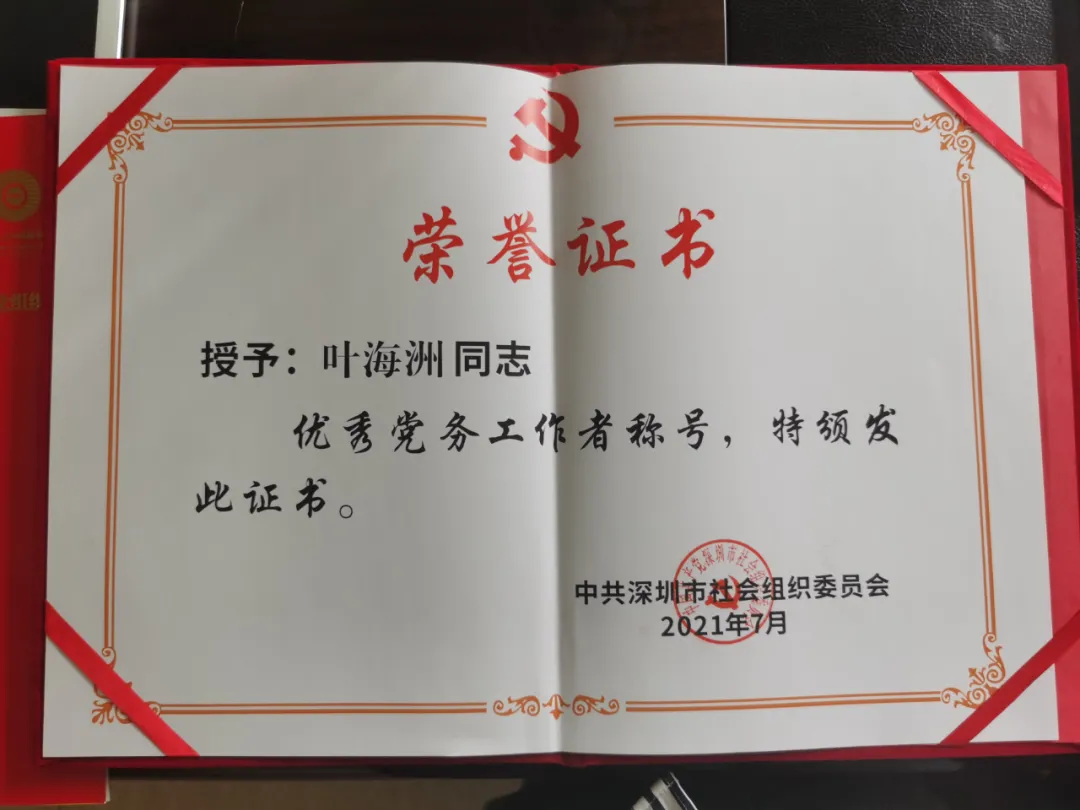 荣誉证书
授予：叶海洲 同志
优秀党务工作者称号，特颁发
此证书。
中共深圳市社会组织委员会
2021年7月